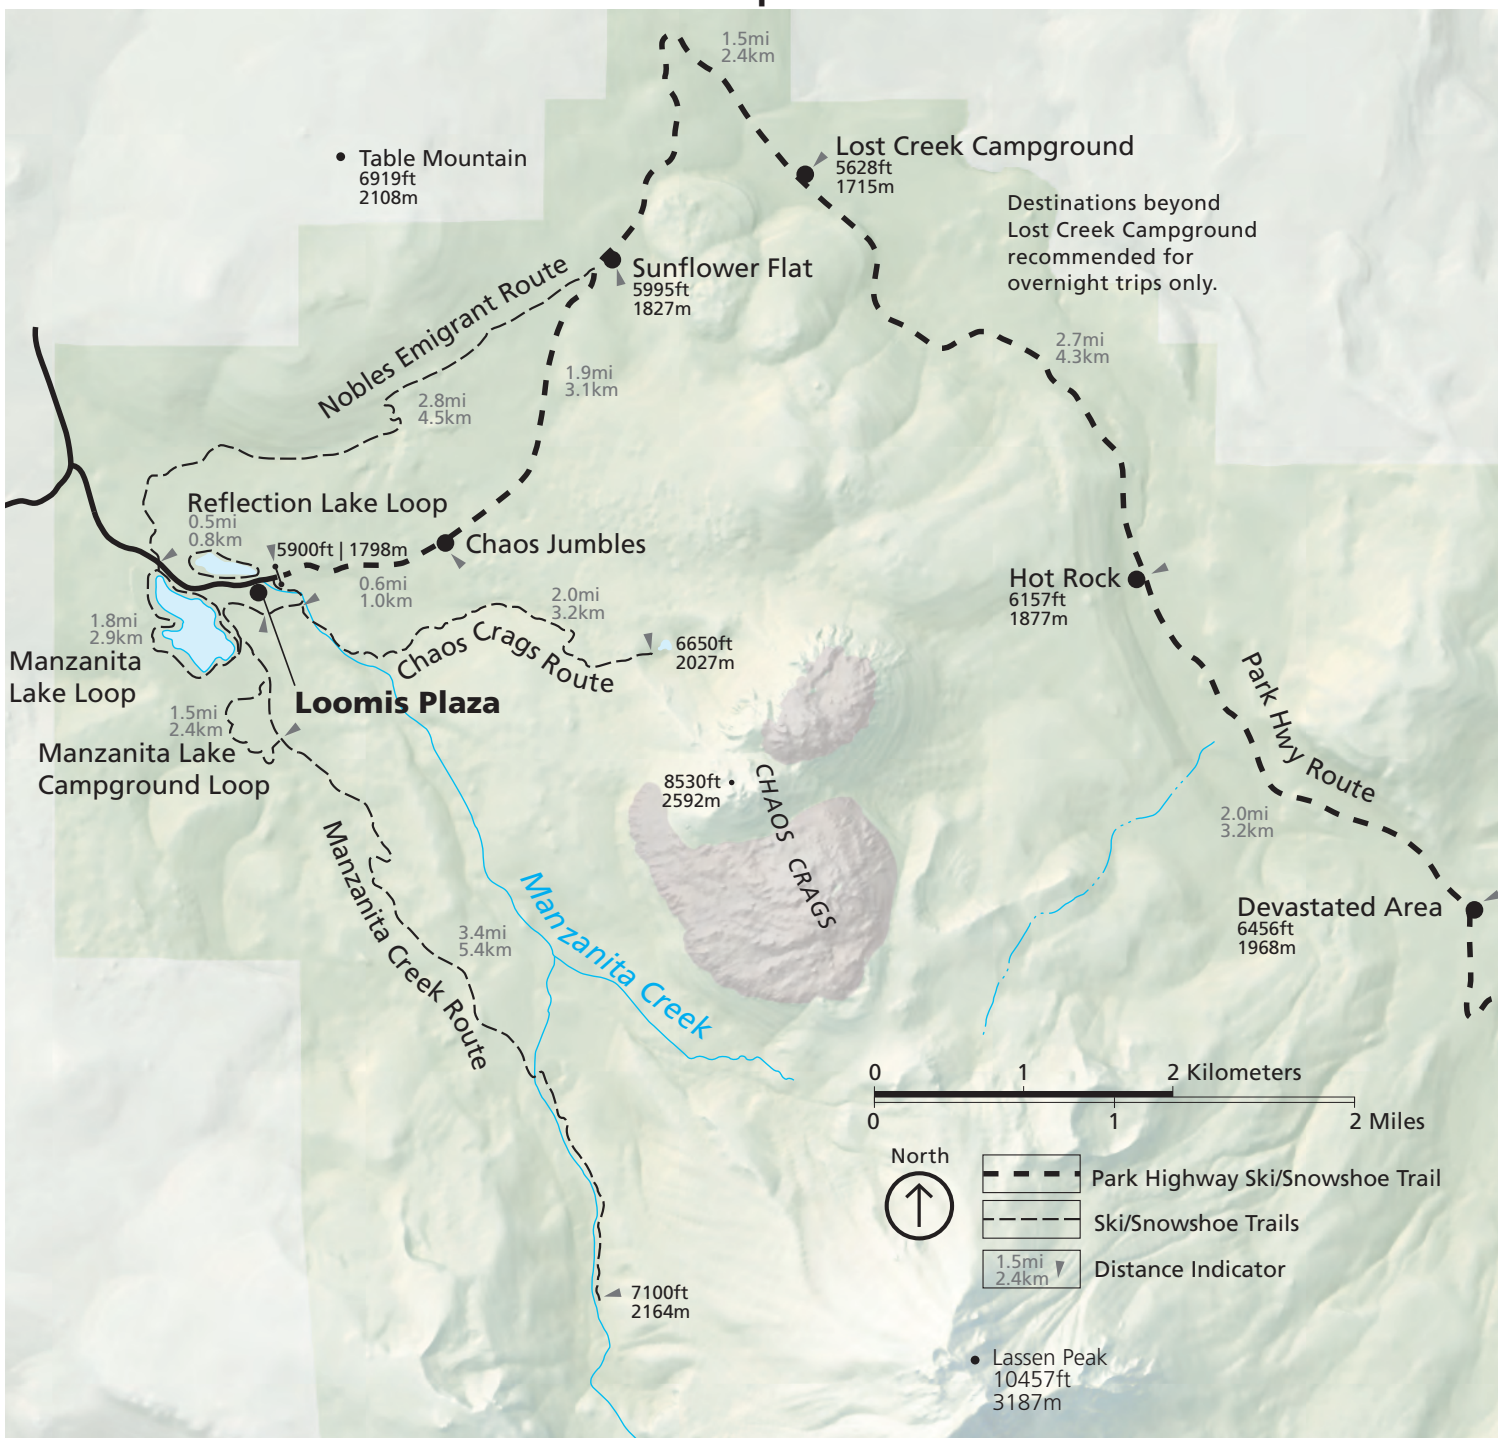 1.5mi
2.4km
Table Mountain
6919ft
2108m
Lost Creek Campground
5628ft
1715m
Destinations beyond
Lost Creek Campground
recommended for
overnight trips only.
Sunflower Flat
5995ft
1827m
Nobles Emigrant Route
2.8mi
4.5km
1.9mi
3.1km
2.7mi
4.3km
Reflection Lake Loop
0.5mi
0.8km
5900ft | 1798m
Chaos Jumbles
0.6mi
1.0km
2.0mi
3.2km
Chaos Crags Route
6650ft
2027m
Hot Rock
6157ft
1877m
1.8mi
2.9km
Manzanita
Lake Loop
Loomis Plaza
1.5mi
2.4km
Manzanita Lake
Campground Loop
Park Hwy Route
8530ft
2592m
CHAOS CRAGS
2.0mi
3.2km
Manzanita Creek Route
3.4mi
5.4km
Manzanita Creek
Devastated Area
6456ft
1968m
0 1 2 Kilometers
0 1 2 Miles
North
Park Highway Ski/Snowshoe Trail
Ski/Snowshoe Trails
1.5mi
2.4km
Distance Indicator
7100ft
2164m
Lassen Peak
10457ft
3187m